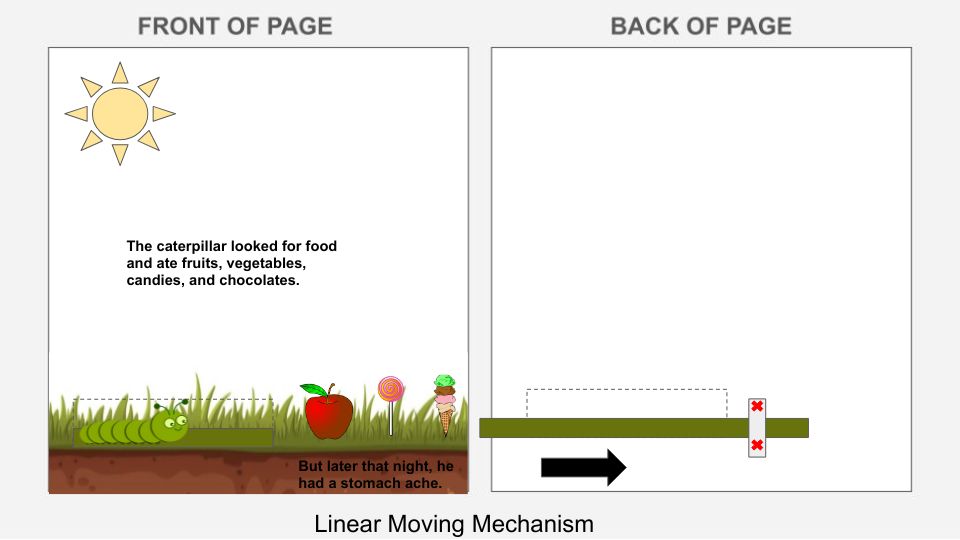 FRONT OF PAGE
BACK OF PAGE
The caterpillar looked for food
and ate fruits, vegetables,
candies, and chocolates.
But later that night, he
had a stomach ache.
Linear Moving Mechanism